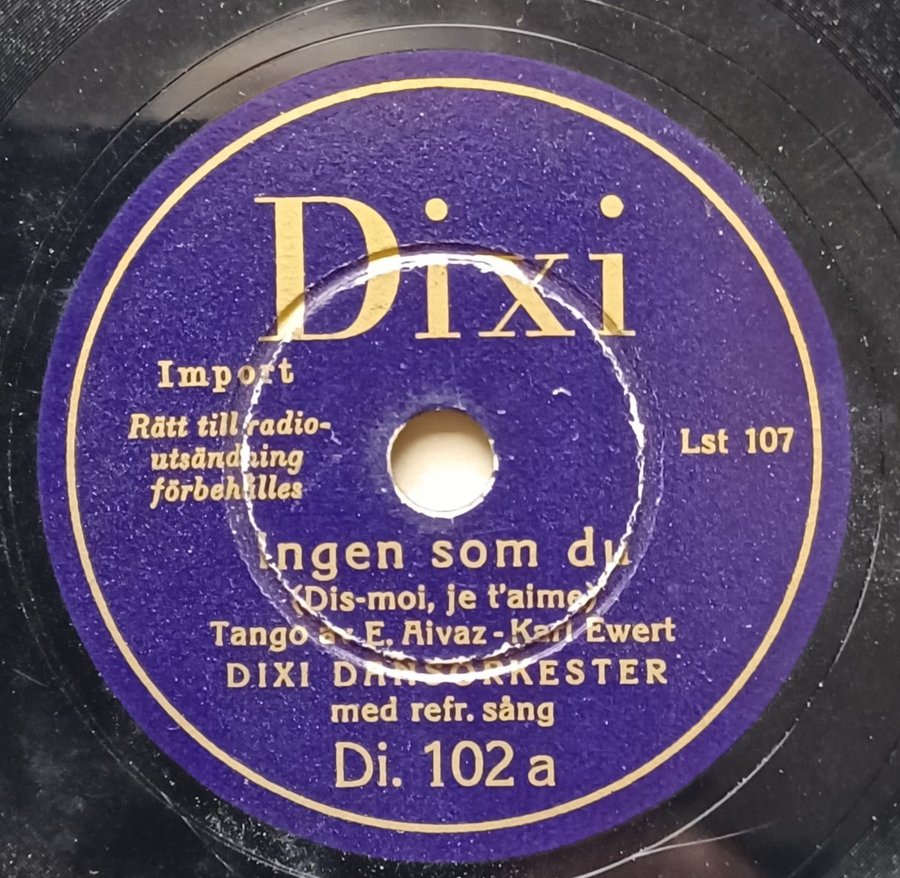 Dixi
Import
Rätt till radio-
utsändning
förbehålles
Lst 107
Ingen som du
(Dis-moi, je t'aime)
Tango av E. Aivaz - Karl Ewert
DIXI DANSORKESTER
med refr. sång
Di. 102 a